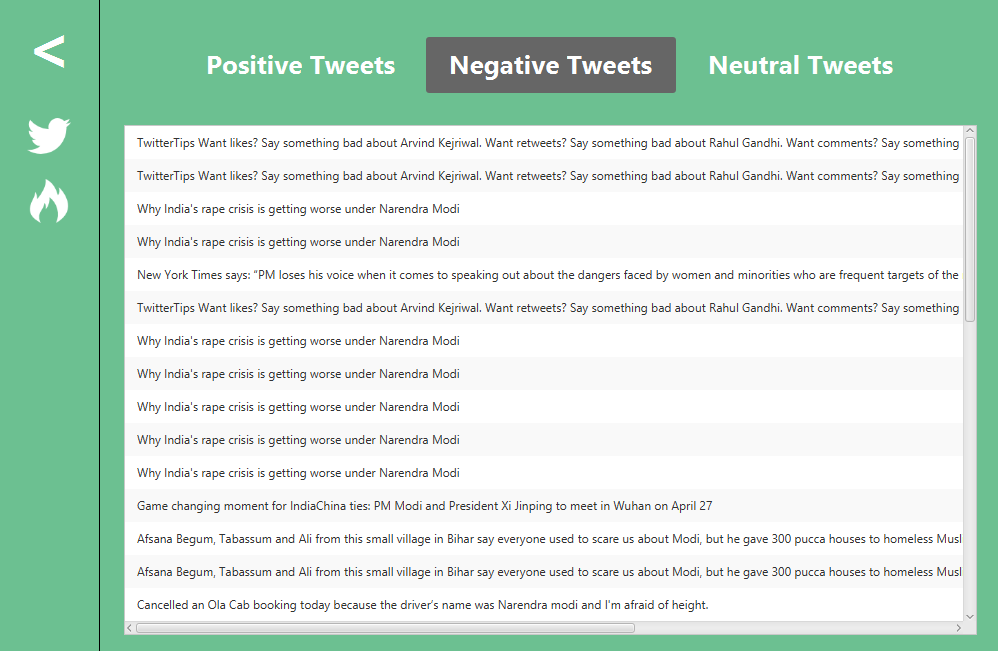 <
Positive Tweets Negative Tweets Neutral Tweets
TwitterTips Want likes? Say something bad about Arvind Kejriwal. Want retweets? Say something bad about Rahul Gandhi. Want comments? Say something
TwitterTips Want likes? Say something bad about Arvind Kejriwal. Want retweets? Say something bad about Rahul Gandhi. Want comments? Say something
Why India's rape crisis is getting worse under Narendra Modi
Why India's rape crisis is getting worse under Narendra Modi
New York Times says: “PM loses his voice when it comes to speaking out about the dangers faced by women and minorities who are frequent targets of the
TwitterTips Want likes? Say something bad about Arvind Kejriwal. Want retweets? Say something bad about Rahul Gandhi. Want comments? Say something
Why India's rape crisis is getting worse under Narendra Modi
Why India's rape crisis is getting worse under Narendra Modi
Why India's rape crisis is getting worse under Narendra Modi
Why India's rape crisis is getting worse under Narendra Modi
Why India's rape crisis is getting worse under Narendra Modi
Game changing moment for IndiaChina ties: PM Modi and President Xi Jinping to meet in Wuhan on April 27
Afsana Begum, Tabassum and Ali from this small village in Bihar say everyone used to scare us about Modi, but he gave 300 pucca houses to homeless Musl
Afsana Begum, Tabassum and Ali from this small village in Bihar say everyone used to scare us about Modi, but he gave 300 pucca houses to homeless Musl
Cancelled an Ola Cab booking today because the driver’s name was Narendra modi and I'm afraid of height.